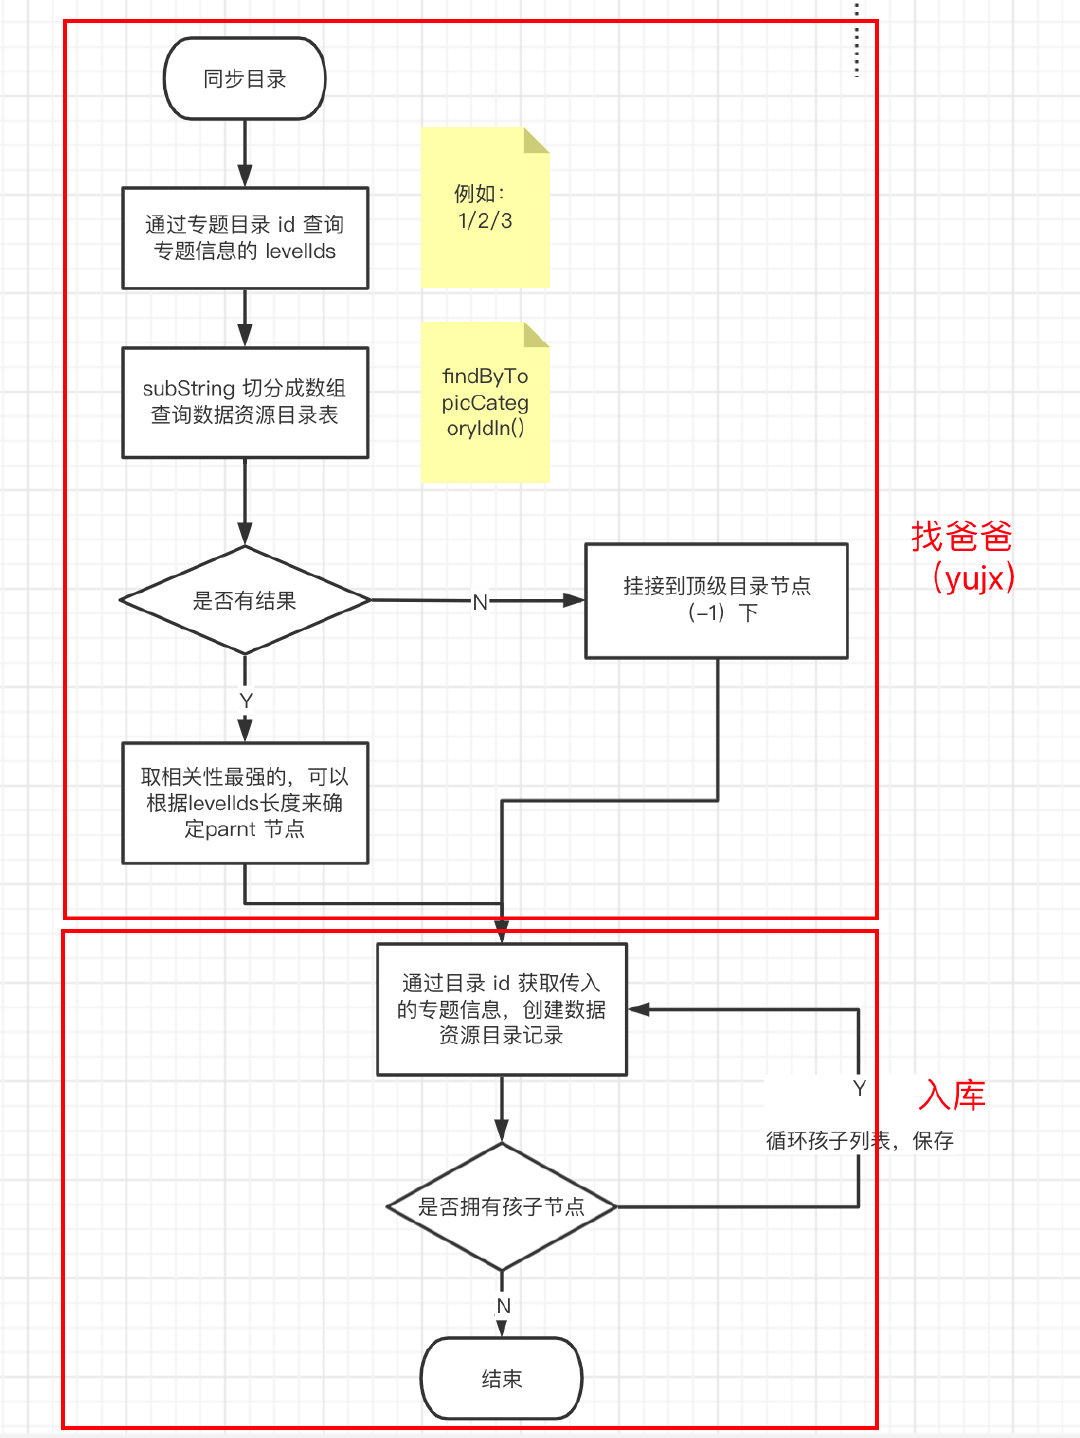 同步目录
例如：
1/2/3
通过专题目录 id 查询
专题信息的 levelIds
subString 切分成数组
查询数据资源目录表
findByTo
picCateg
oryIdIn()
是否有结果
N
挂接到顶级目录节点
（-1）下
找爸爸
（yujx）
Y
取相关性最强的，可以
根据levelIds长度来确
定parnt 节点
通过目录 id 获取传入
的专题信息，创建数据
资源目录记录
Y
入库
循环孩子列表，保存
是否拥有孩子节点
N
结束